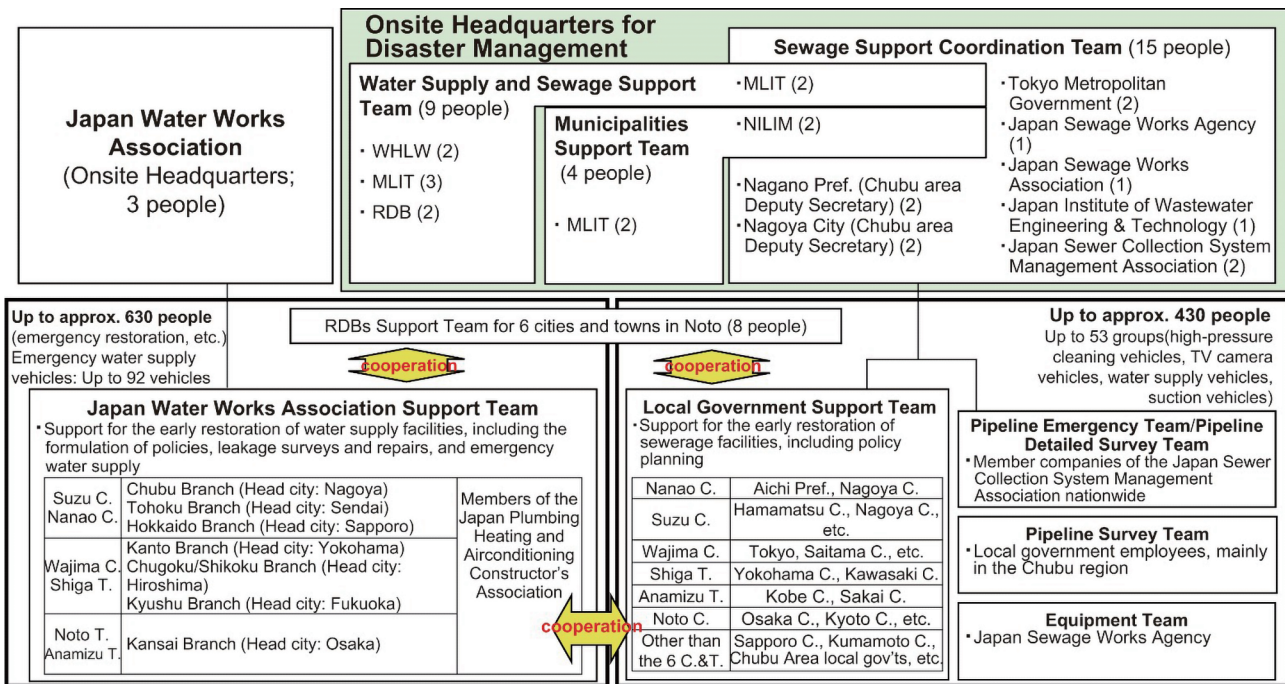 Onsite Headquarters for
Disaster Management
Japan Water Works
Association
(Onsite Headquarters;
3 people)
Water Supply and Sewage Support
Team (9 people)
・WHLW (2)
・MLIT (3)
・RDB (2)
Municipalities
Support Team
(4 people)
・MLIT (2)
Sewage Support Coordination Team (15 people)
・MLIT (2)
・NILIM (2)
・Nagano Pref. (Chubu area
Deputy Secretary) (2)
・Nagoya City (Chubu area
Deputy Secretary) (2)
・Tokyo Metropolitan
Government (2)
・Japan Sewage Works Agency
(1)
・Japan Sewage Works
Association (1)
・Japan Institute of Wastewater
Engineering & Technology (1)
・Japan Sewer Collection System
Management Association (2)
Up to approx. 630 people
(emergency restoration, etc.)
Emergency water supply
vehicles: Up to 92 vehicles
RDBs Support Team for 6 cities and towns in Noto (8 people)
cooperation
cooperation
Up to approx. 430 people
Up to 53 groups(high-pressure
cleaning vehicles, TV camera
vehicles, water supply vehicles,
suction vehicles)
Japan Water Works Association Support Team
・Support for the early restoration of water supply facilities, including the
formulation of policies, leakage surveys and repairs, and emergency
water supply
Suzu C.
Nanao C.
Chubu Branch (Head city: Nagoya)
Tohoku Branch (Head city: Sendai)
Hokkaido Branch (Head city: Sapporo)
Wajima C.
Shiga T.
Kanto Branch (Head city: Yokohama)
Chugoku/Shikoku Branch (Head city:
Hiroshima)
Kyushu Branch (Head city: Fukuoka)
Noto T.
Anamizu T.
Kansai Branch (Head city: Osaka)
Members of the
Japan Plumbing
Heating and
Airconditioning
Constructor's
Association
cooperation
Local Government Support Team
・Support for the early restoration of
sewerage facilities, including policy
planning
Nanao C. Aichi Pref., Nagoya C.
Suzu C. Hamamatsu C., Nagoya C.,
etc.
Wajima C. Tokyo, Saitama C., etc.
Shiga T. Yokohama C., Kawasaki C.
Anamizu T. Kobe C., Sakai C.
Noto C. Osaka C., Kyoto C., etc.
Other than
the 6 C.&T.
Sapporo C., Kumamoto C.,
Chubu Area local gov'ts, etc.
Pipeline Emergency Team/Pipeline
Detailed Survey Team
・Member companies of the Japan Sewer
Collection System Management
Association nationwide
Pipeline Survey Team
・Local government employees, mainly
in the Chubu region
Equipment Team
・Japan Sewage Works Agency